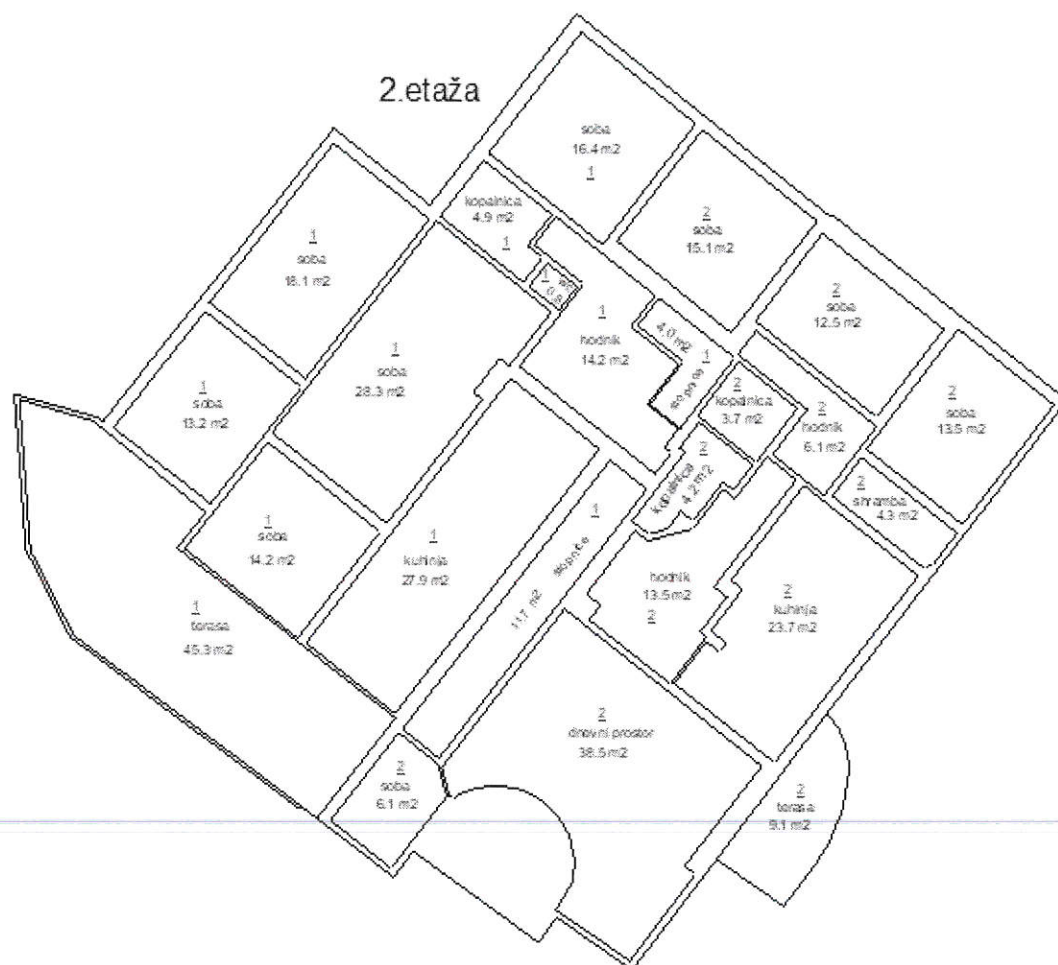 2.etaža
soba
16.4 m2
1
2
soba
15.1 m2
kopalnica
4.9 m2
1
1
soba
18.1 m2
2
soba
12.5 m2
1
wc
0.8
1
hodnik
14.2 m2
4.0 m2
1
stopnice
1
soba
28.3 m2
1
soba
13.2 m2
2
kopalnica
3.7 m2
2
hodnik
6.1 m2
2
soba
13.5 m2
2
kopalnica
4.2 m2
2
shramba
4.3 m2
1
soba
14.2 m2
1
kuhinja
27.9 m2
1
stopnice
11.7 m2
hodnik
13.5 m2
2
2
kuhinja
23.7 m2
1
terasa
45.3 m2
2
dnevni prostor
38.5 m2
2
soba
6.1 m2
2
terasa
9.1 m2